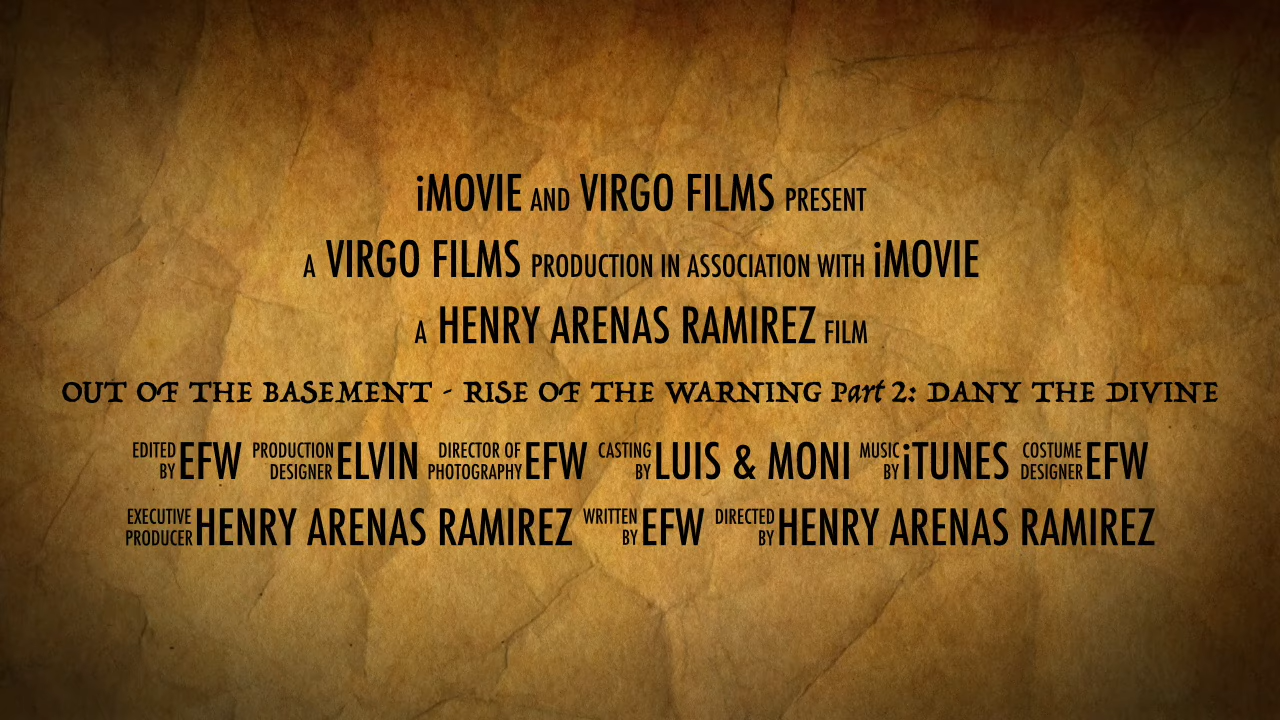 iMOVIE AND VIRGO FILMS PRESENT
A VIRGO FILMS PRODUCTION IN ASSOCIATION WITH iMOVIE
A HENRY ARENAS RAMIREZ FILM
OUT OF THE BASEMENT - RISE OF THE WARNING Part 2: DANY THE DIVINE
EDITED BY EFW PRODUCTION DESIGNER ELVIN DIRECTOR OF PHOTOGRAPHY EFW CASTING BY LUIS & MONI MUSIC BY iTUNES COSTUME DESIGNER EFW
EXECUTIVE PRODUCER HENRY ARENAS RAMIREZ WRITTEN BY EFW DIRECTED BY HENRY ARENAS RAMIREZ